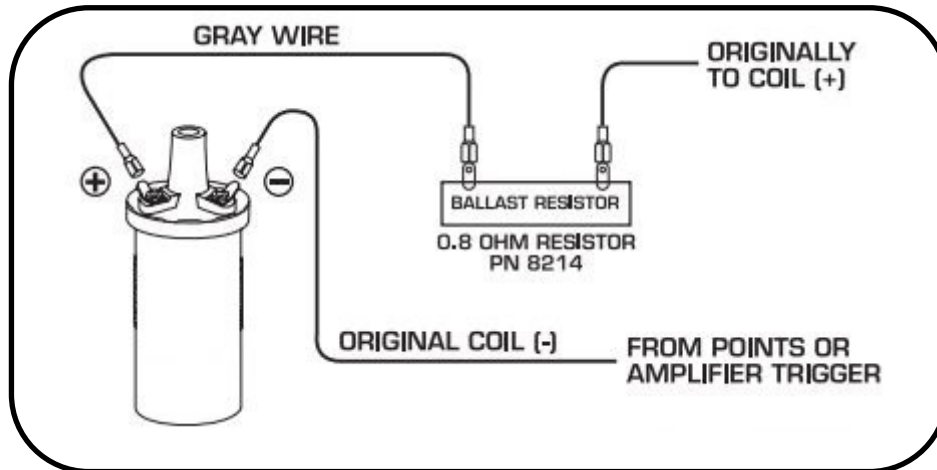 GRAY WIRE
ORIGINALLY
TO COIL (+)
+
−
BALLAST RESISTOR
0.8 OHM RESISTOR
PN 8214
ORIGINAL COIL (-)
FROM POINTS OR
AMPLIFIER TRIGGER